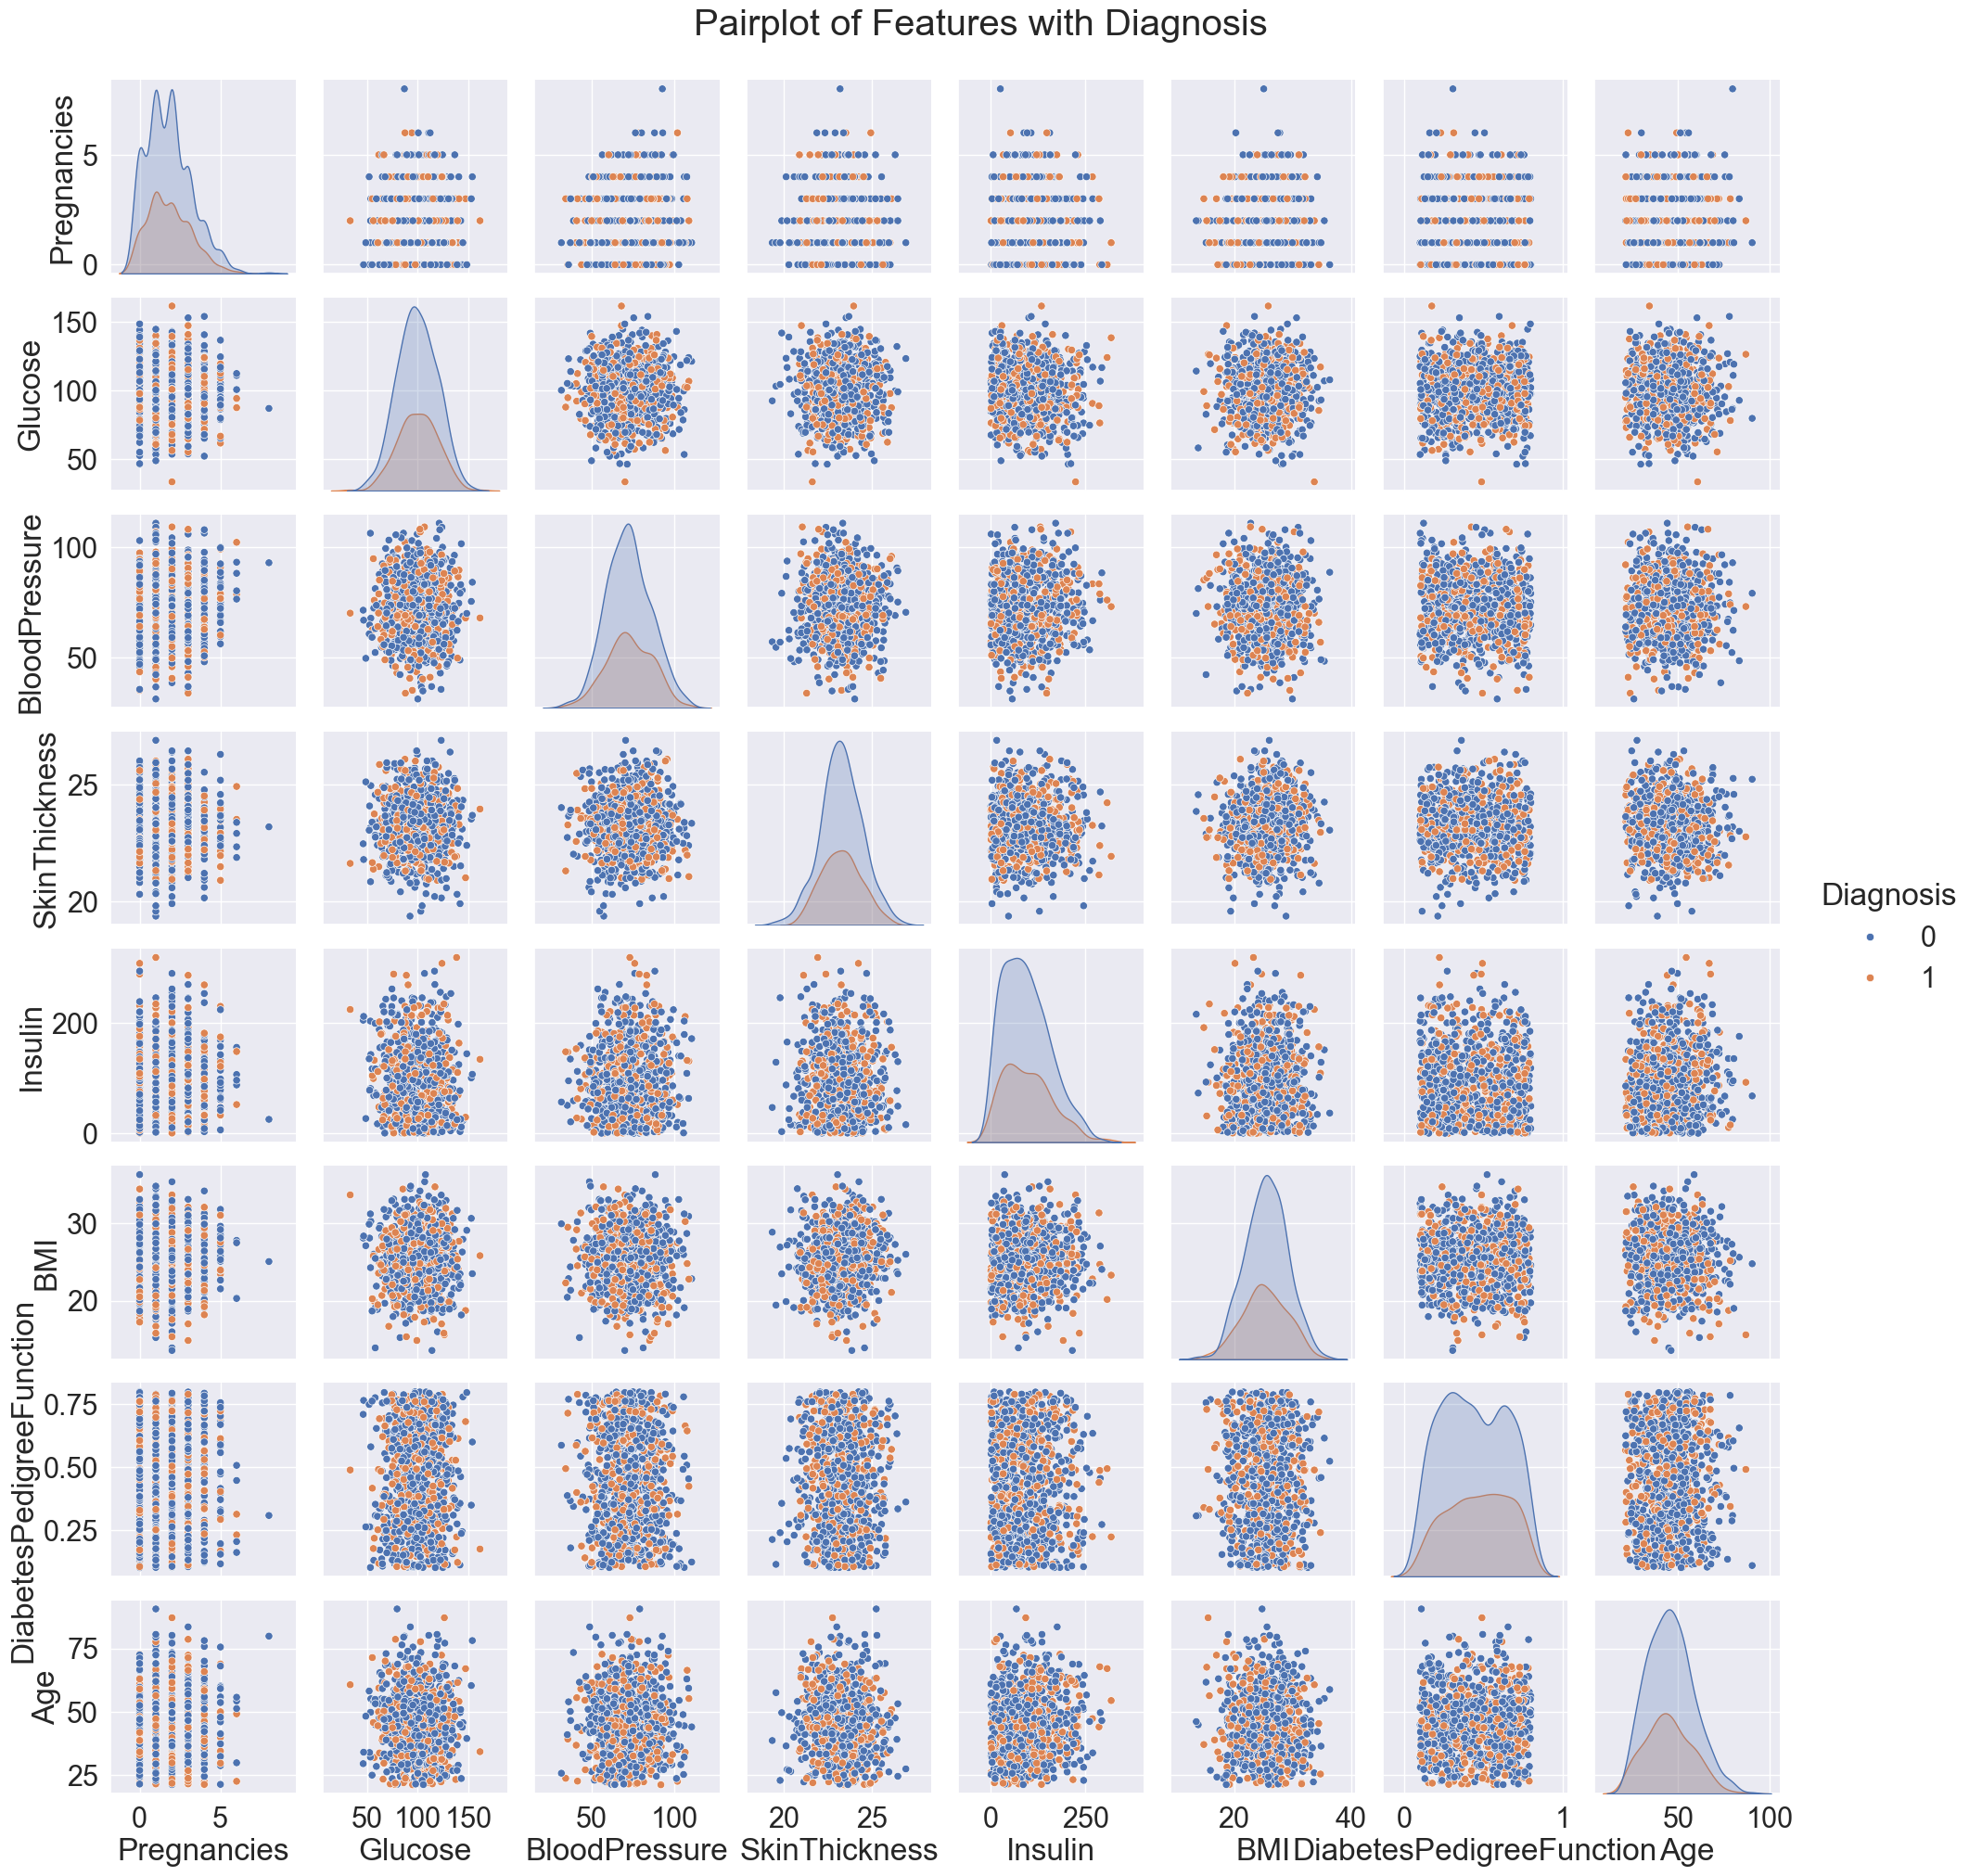 Pairplot of Features with Diagnosis
Pregnancies
5
0
Glucose
150
100
50
BloodPressure
100
50
SkinThickness
25
20
Diagnosis
0
1
Insulin
200
0
BMI
30
20
DiabetesPedigreeFunction
0.75
0.50
0.25
Age
75
50
25
0 5 50 100 150 50 100 20 25 0 250 20 40 0 1 50 100
Pregnancies Glucose BloodPressure SkinThickness Insulin BMI DiabetesPedigreeFunction Age